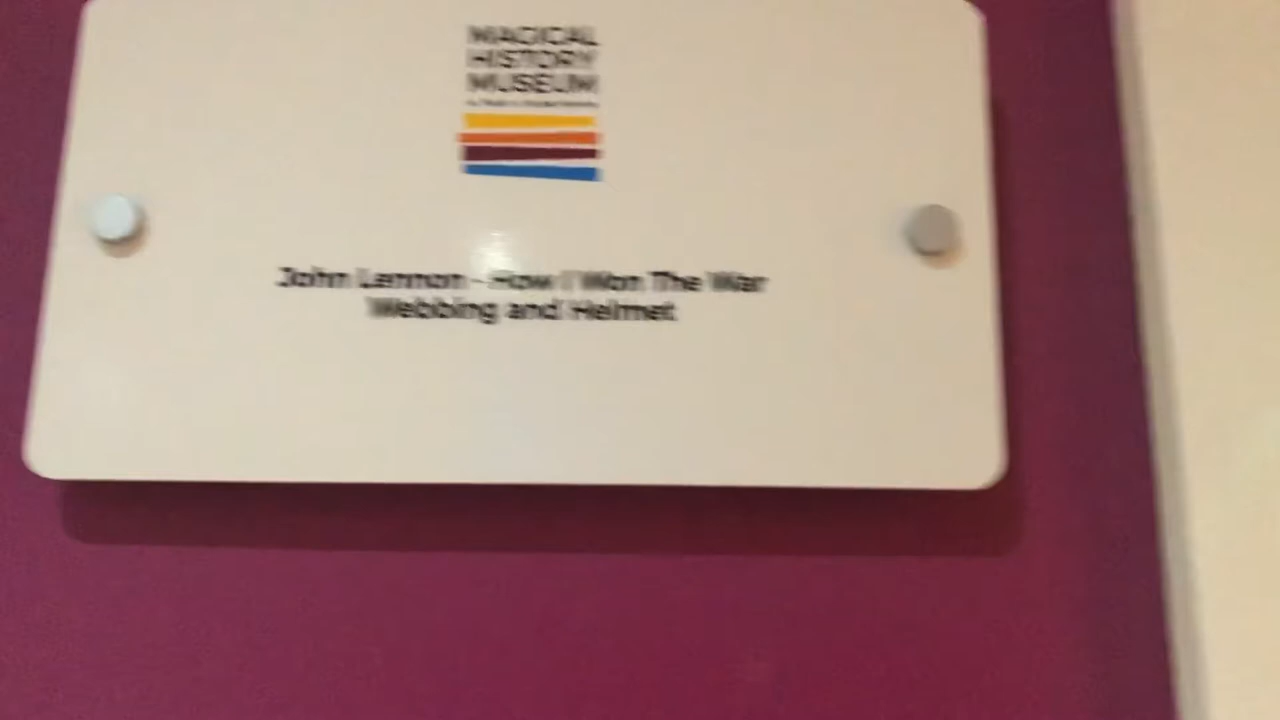 MAGICAL
HISTORY
MUSEUM
John Lennon - How I Won The War
Webbing and Helmet